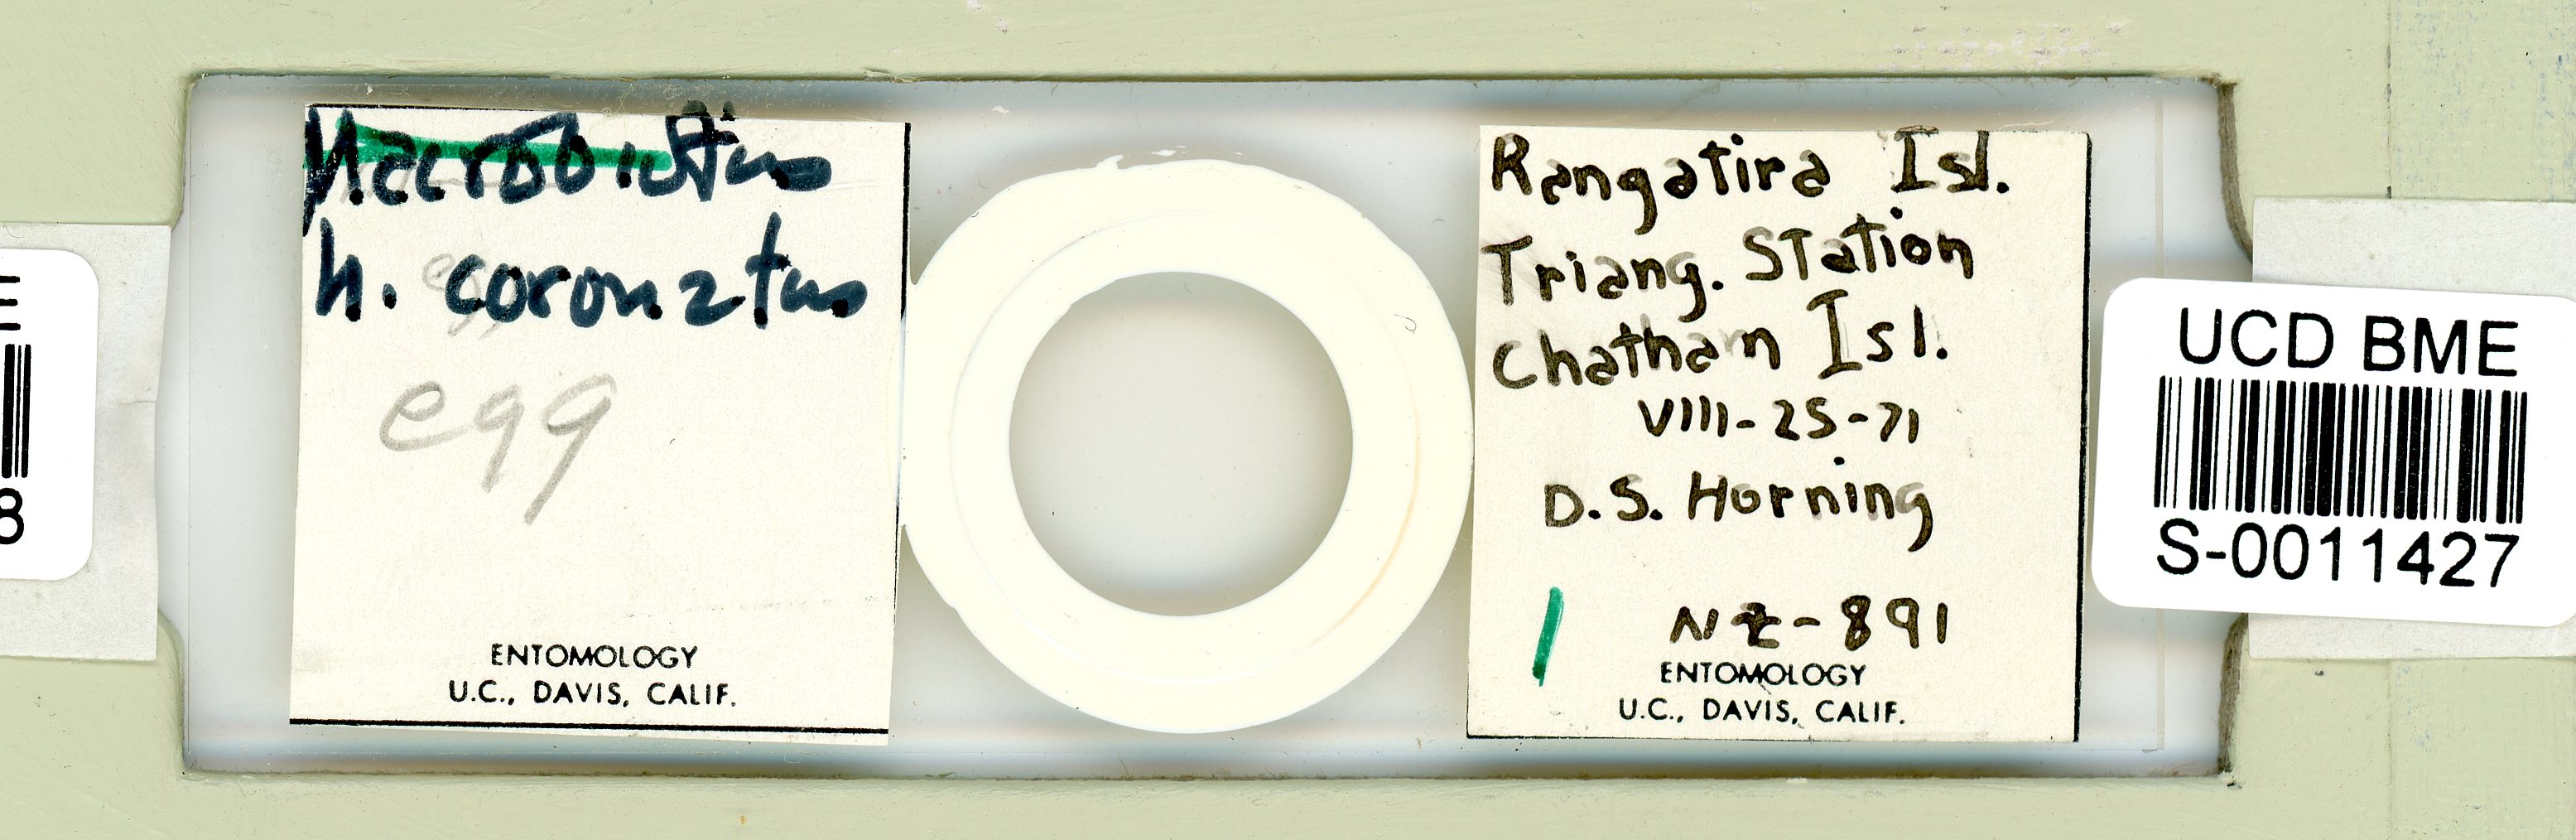 Macrobiotus
h. coronatus
egg
ENTOMOLOGY
U.C., DAVIS, CALIF.
Rangatira Isl.
Triang. Station
Chatham Isl.
VIII-25-71
D.S. Horning
NZ-891
ENTOMOLOGY
U.C., DAVIS, CALIF.
UCD BME
S-0011427
8